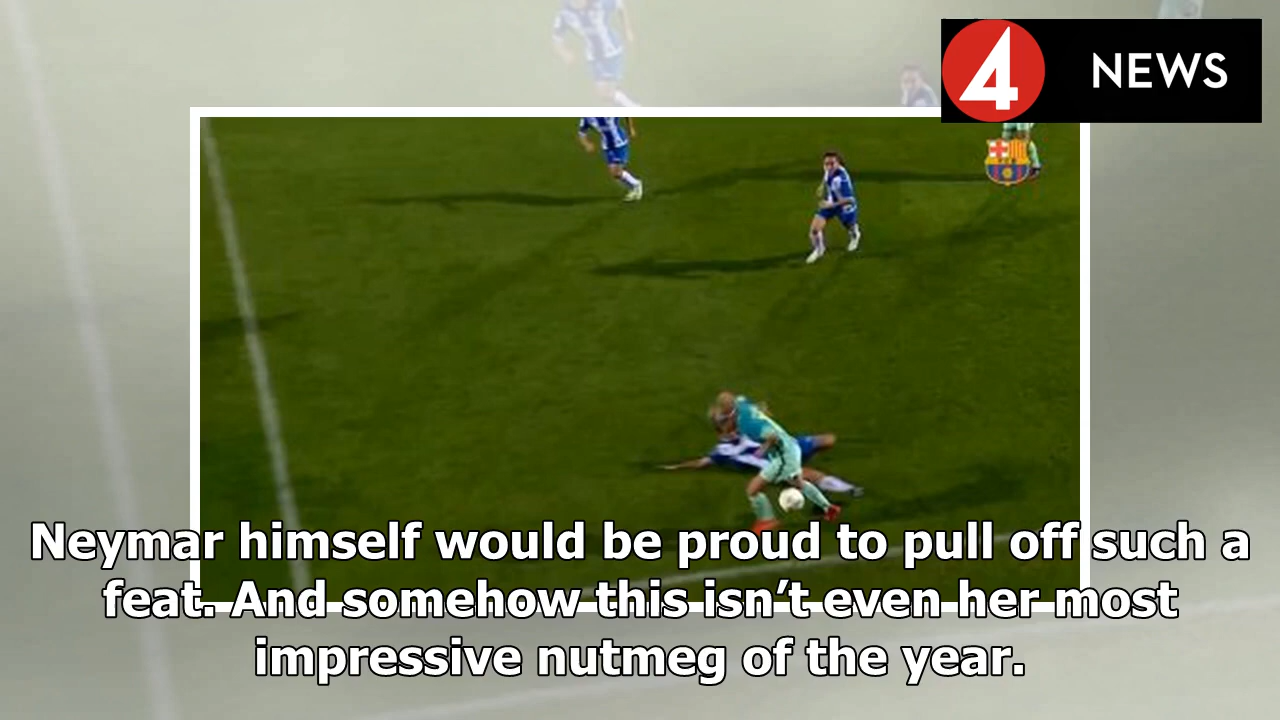 4 NEWS
Neymar himself would be proud to pull off such a
feat. And somehow this isn’t even her most
impressive nutmeg of the year.